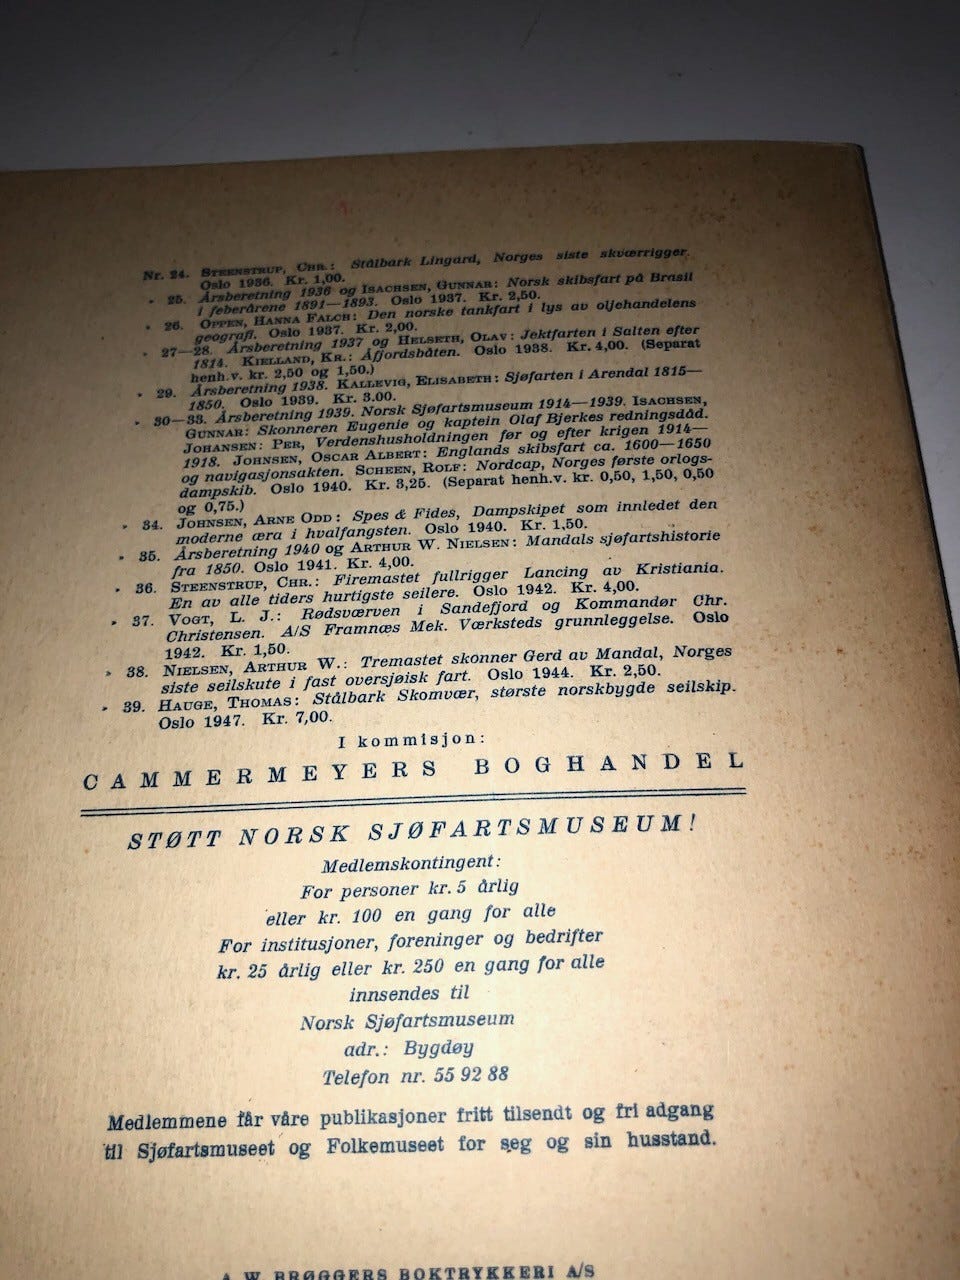 Nr. 24. STEENSTRUP, CHR.: Stålbark Lingard, Norges siste skværrigger.
Oslo 1936. Kr. 1,00.
» 25. Årsberetning 1936 og ISACHSEN, GUNNAR: Norsk skibsfart på Brasil
i feberårene 1891—1893. Oslo 1937. Kr. 2,50.
» 26. OPPEN, HANNA FALCH: Den norske tankfart i lys av oljehandelens
geografi. Oslo 1937. Kr. 2,00.
» 27—28. Årsberetning 1937 og HELSETH, OLAV: Jektfarten i Salten efter
1814. KIELLAND, KR.: Åfjordsbåten. Oslo 1938. Kr. 4,00. (Separat
henh.v. kr. 2,50 og 1,50.)
» 29. Årsberetning 1938. KALLEVIG, ELISABETH: Sjøfarten i Arendal 1815—
1850. Oslo 1939. Kr. 3.00.
» 30—33. Årsberetning 1939. Norsk Sjøfartsmuseum 1914—1939. ISACHSEN,
GUNNAR: Skonneren Eugenie og kaptein Olaf Bjerkes redningsdåd.
JOHANSEN: PER, Verdenshusholdningen før og efter krigen 1914—
1918. JOHNSEN, OSCAR ALBERT: Englands skibsfart ca. 1600—1650
og navigasjonsakten. SCHEEN, ROLF: Nordcap, Norges første orlogs-
dampskib. Oslo 1940. Kr. 3,25. (Separat henh.v. kr. 0,50, 1,50, 0,50
og 0,75.)
» 34. JOHNSEN, ARNE ODD: Spes & Fides, Dampskipet som innledet den
moderne æra i hvalfangsten. Oslo 1940. Kr. 1,50.
» 35. Årsberetning 1940 og ARTHUR W. NIELSEN: Mandals sjøfartshistorie
fra 1850. Oslo 1941. Kr. 4,00.
» 36. STEENSTRUP, CHR.: Firemastet fullrigger Lancing av Kristiania.
En av alle tiders hurtigste seilere. Oslo 1942. Kr. 4,00.
» 37. VOGT, L. J.: Rødsværven i Sandefjord og Kommandør Chr.
Christensen. A/S Framnæs Mek. Værksteds grunnleggelse. Oslo
1942. Kr. 1,50.
» 38. NIELSEN, ARTHUR W.: Tremastet skonner Gerd av Mandal, Norges
siste seilskute i fast oversjøisk fart. Oslo 1944. Kr. 2,50.
» 39. HAUGE, THOMAS: Stålbark Skomvær, største norskbygde seilskip.
Oslo 1947. Kr. 7,00.
I kommisjon:
CAMMERMEYERS BOGHANDEL
STØTT NORSK SJØFARTSMUSEUM!
Medlemskontingent:
For personer kr. 5 årlig
eller kr. 100 en gang for alle
For institusjoner, foreninger og bedrifter
kr. 25 årlig eller kr. 250 en gang for alle
innsendes til
Norsk Sjøfartsmuseum
adr.: Bygdøy
Telefon nr. 55 92 88
Medlemmene får våre publikasjoner fritt tilsendt og fri adgang
til Sjøfartsmuseet og Folkemuseet for seg og sin husstand.
A. W. BRØGGERS BOKTRYKKERI A/S